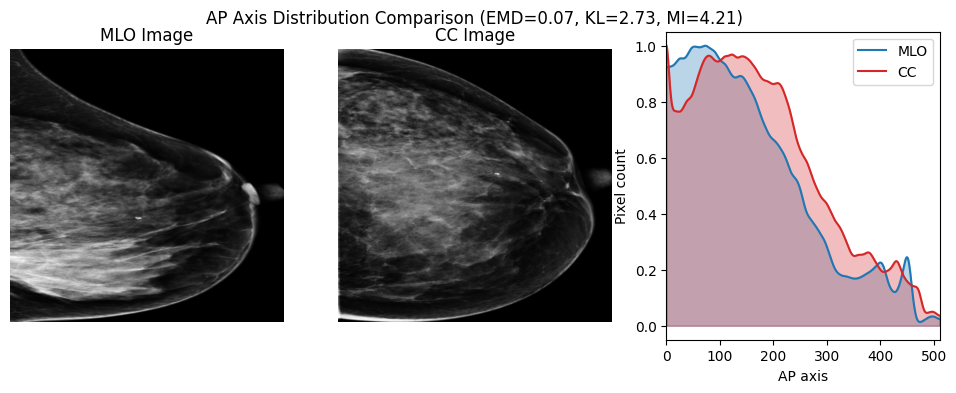 AP Axis Distribution Comparison (EMD=0.07, KL=2.73, MI=4.21)
MLO Image
CC Image
MLO
CC
Pixel count
1.0
0.8
0.6
0.4
0.2
0.0
0 100 200 300 400 500
AP axis